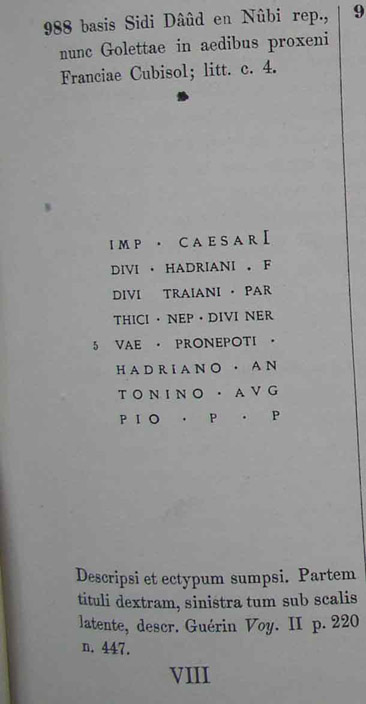 988 basis Sidi Dâûd en Nûbi rep.,
nunc Golettae in aedibus proxeni
Franciae Cubisol; litt. c. 4.
IMP · CAESARI
DIVI · HADRIANI . F
DIVI TRAIANI · PAR
THICI · NEP · DIVI NER
5 VAE · PRONEPOTI ·
HADRIANO · AN
TONINO · AVG
PIO · P · P
Descripsi et ectypum sumpsi. Partem
tituli dextram, sinistra tum sub scalis
latente, descr. Guérin Voy. II p. 220
n. 447.
VIII
9